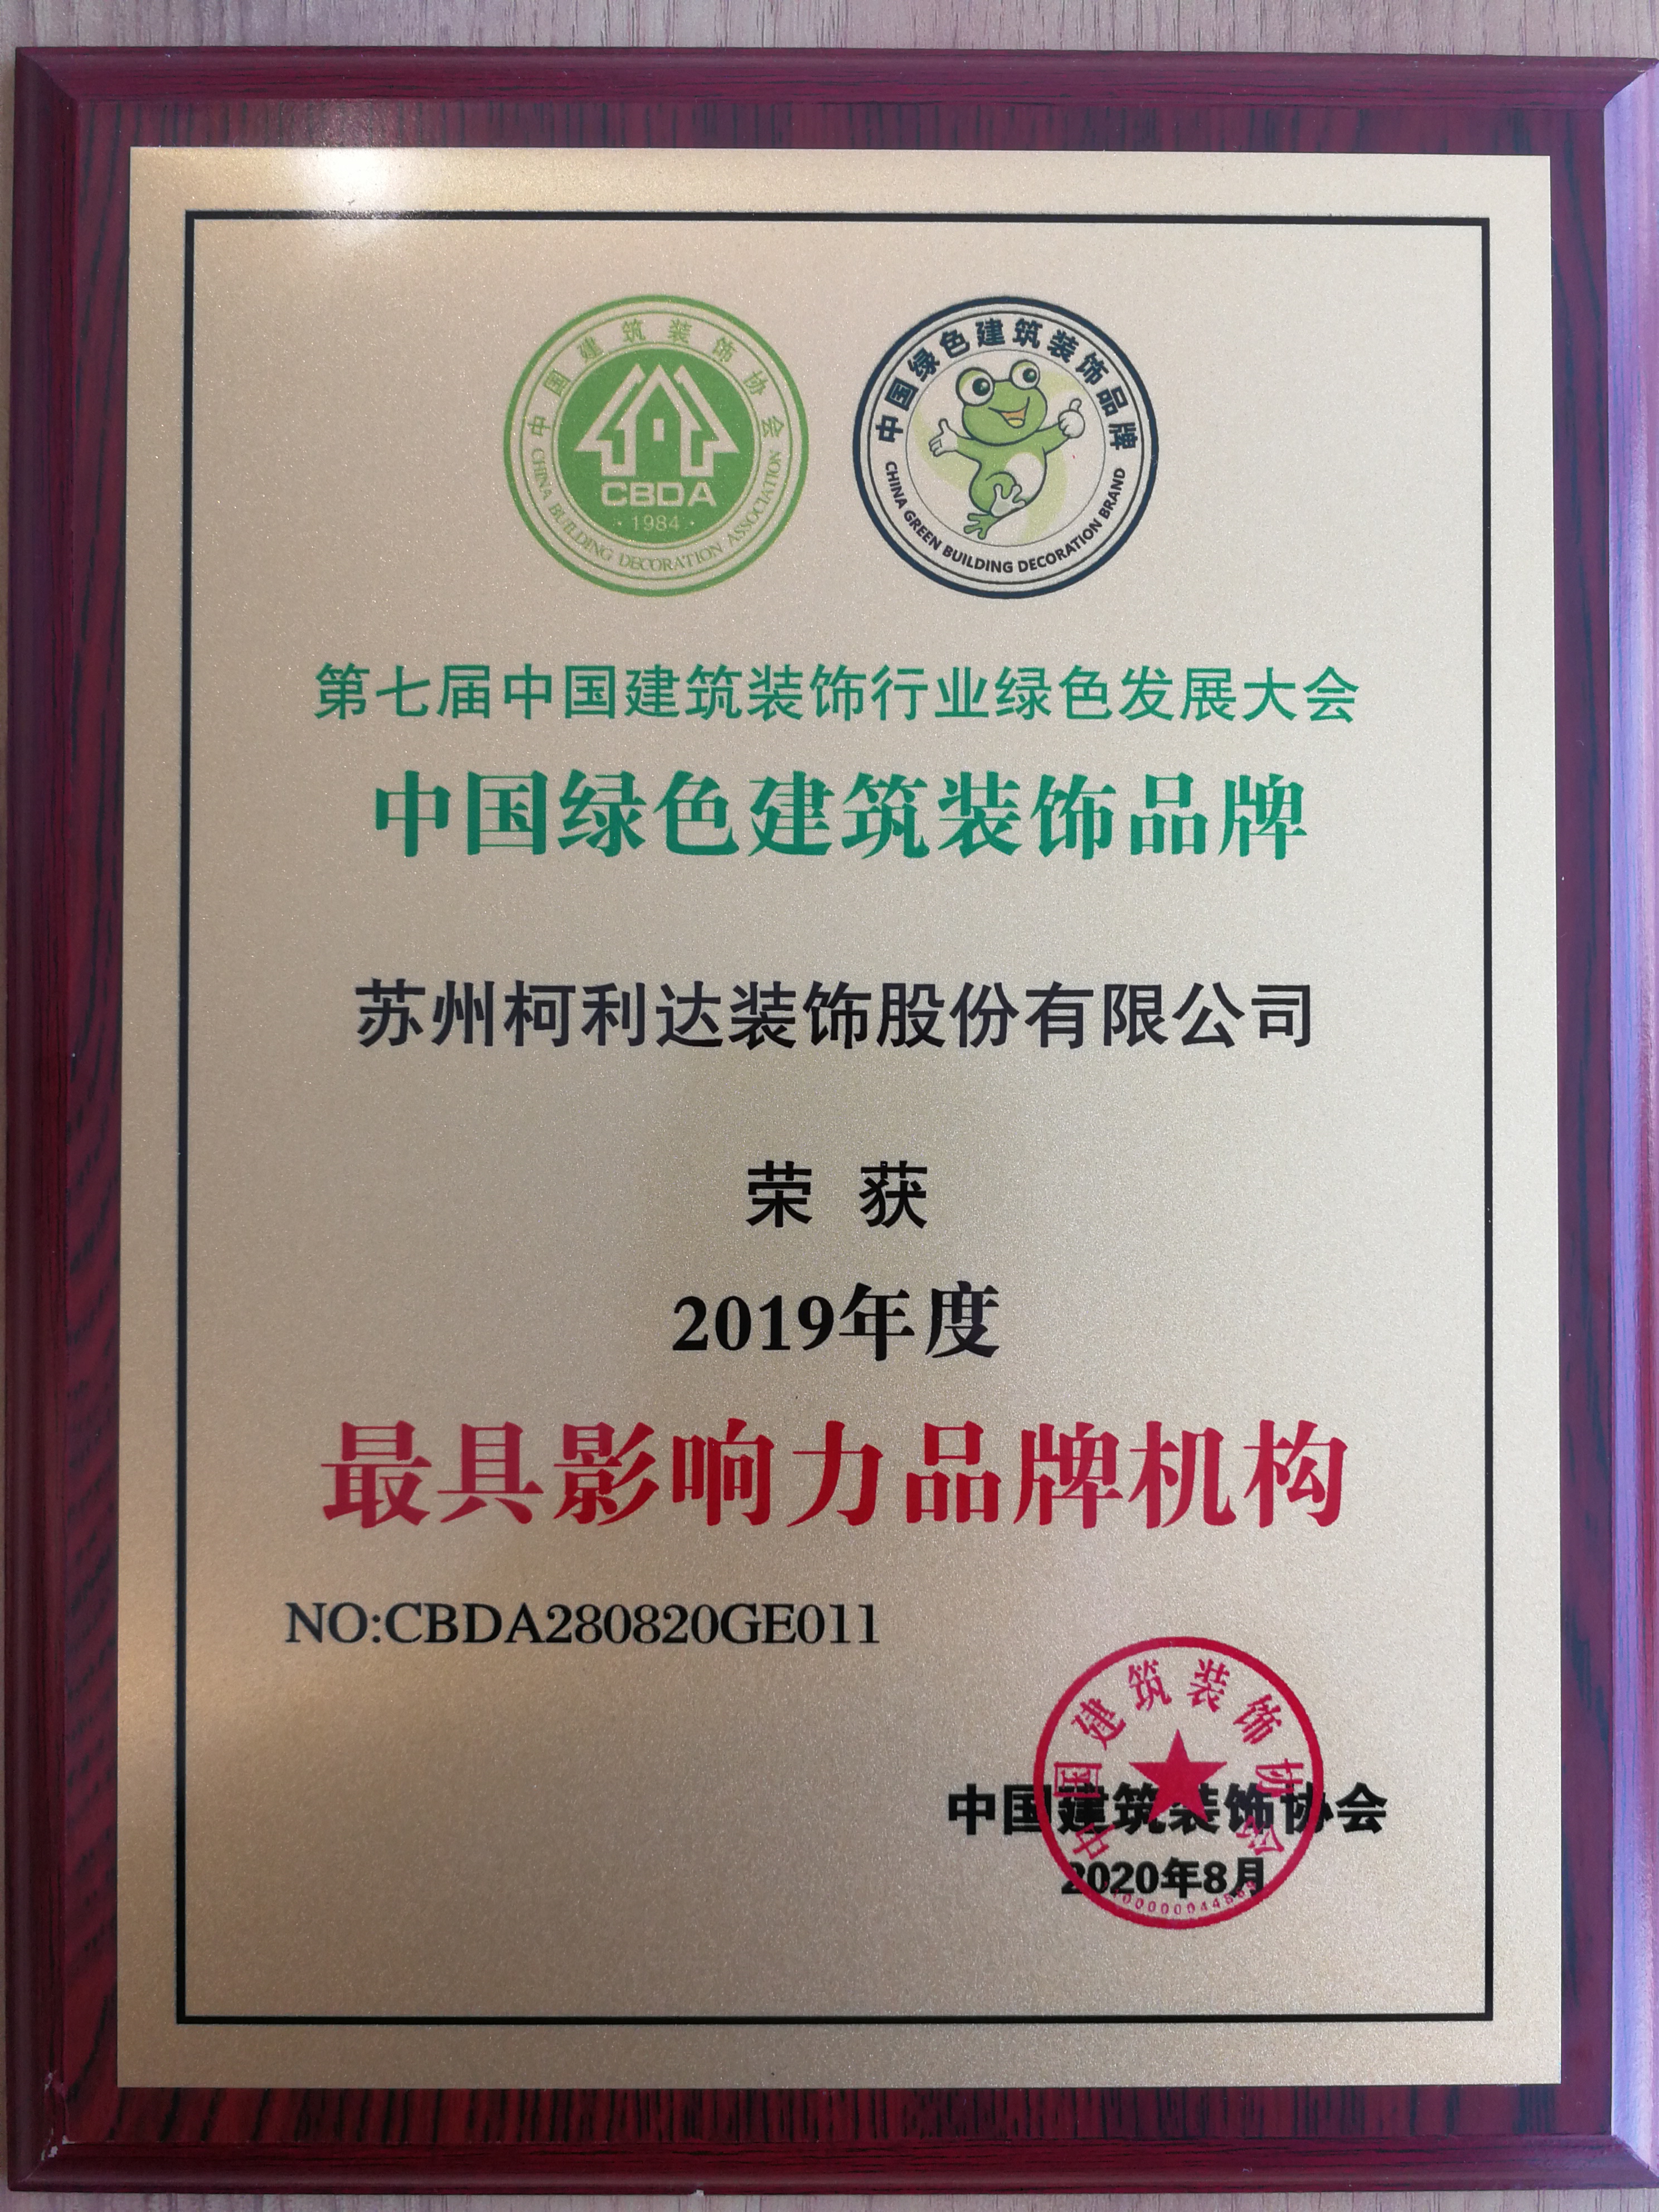 中国建筑装饰协会
CBDA
·1984·
CHINA BUILDING DECORATION ASSOCIATION
中国绿色建筑装饰品牌
CHINA GREEN BUILDING DECORATION BRAND
第七届中国建筑装饰行业绿色发展大会
中国绿色建筑装饰品牌
苏州柯利达装饰股份有限公司
荣 获
2019年度
最具影响力品牌机构
NO:CBDA280820GE011
中国建筑装饰协会
中国建筑装饰协会
2020年8月